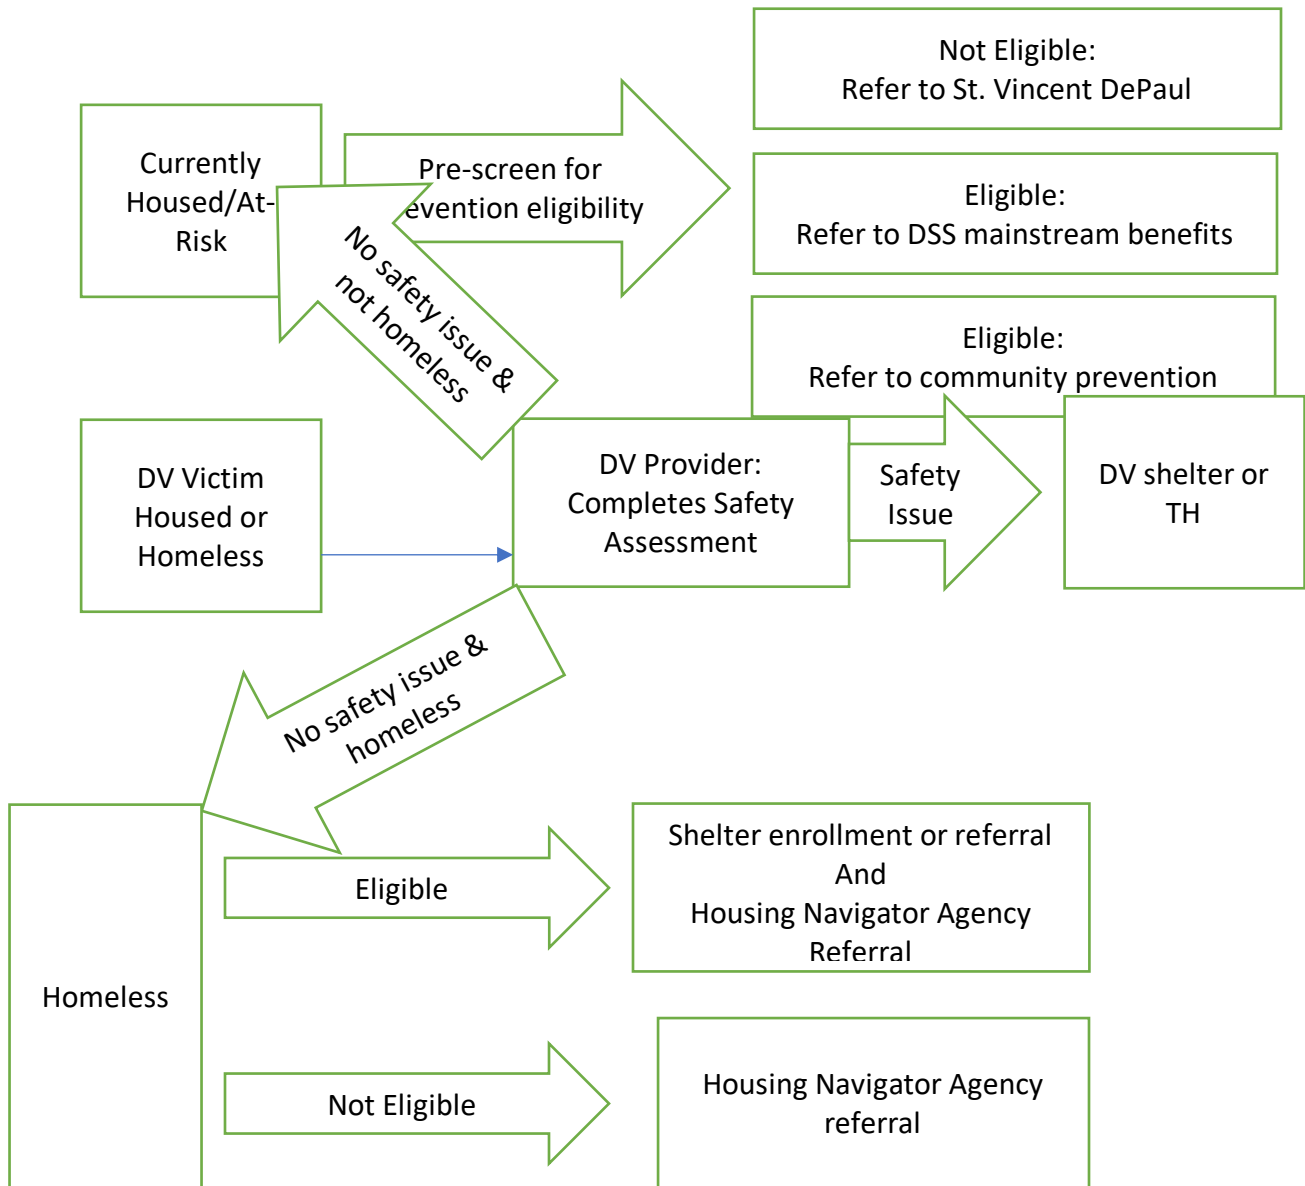 Not Eligible:
Refer to St. Vincent DePaul
Currently
Housed/At-
Risk
Pre-screen for
evention eligibility
Eligible:
Refer to DSS mainstream benefits
No safety issue &
not homeless
Eligible:
Refer to community prevention
DV Victim
Housed or
Homeless
DV Provider:
Completes Safety
Assessment
Safety
Issue
DV shelter or
TH
No safety issue &
homeless
Homeless
Eligible
Shelter enrollment or referral
And
Housing Navigator Agency
Referral
Not Eligible
Housing Navigator Agency
referral